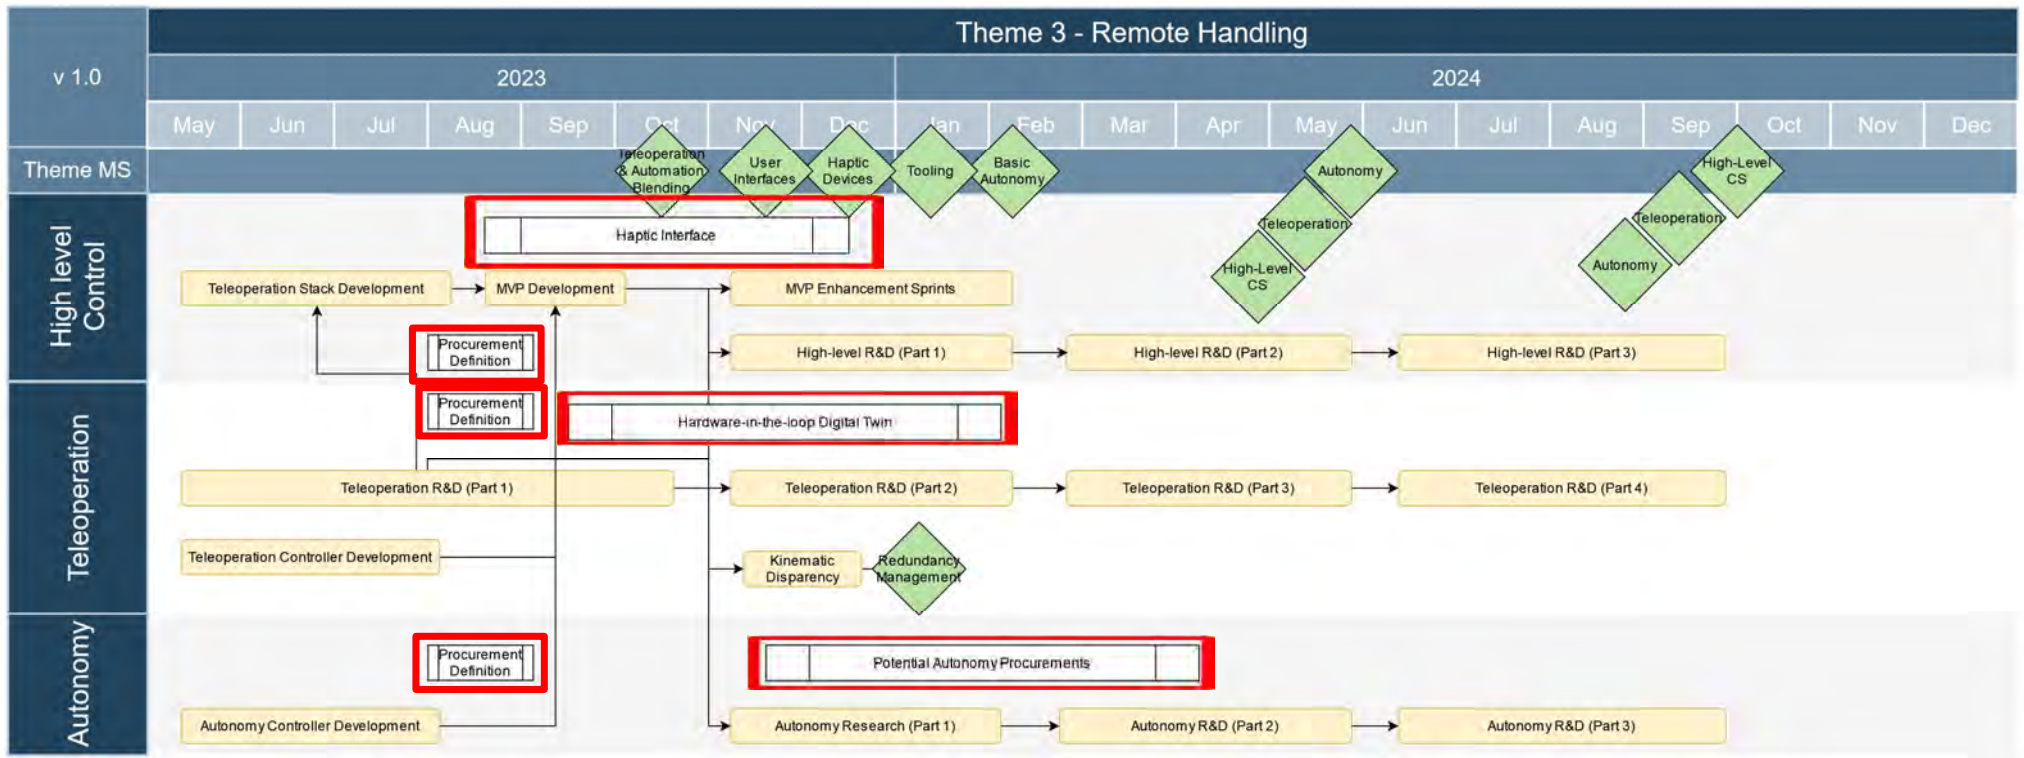 Theme 3 - Remote Handling
v 1.0
2023
2024
May
Jun
Jul
Aug
Sep
Oct
Nov
Dec
Jan
Feb
Mar
Apr
May
Jun
Jul
Aug
Sep
Oct
Nov
Dec
Theme MS
Teleoperation
& Automation
Blending
User
Interfaces
Haptic
Devices
Tooling
Basic
Autonomy
Autonomy
Teleoperation
High-Level
CS
High-Level
CS
Teleoperation
Autonomy
High level
Control
Haptic Interface
Teleoperation Stack Development
MVP Development
MVP Enhancement Sprints
Procurement
Definition
High-level R&D (Part 1)
High-level R&D (Part 2)
High-level R&D (Part 3)
Teleoperation
Procurement
Definition
Hardware-in-the-loop Digital Twin
Teleoperation R&D (Part 1)
Teleoperation R&D (Part 2)
Teleoperation R&D (Part 3)
Teleoperation R&D (Part 4)
Teleoperation Controller Development
Kinematic
Disparency
Redundancy
Management
Autonomy
Procurement
Definition
Potential Autonomy Procurements
Autonomy Controller Development
Autonomy Research (Part 1)
Autonomy R&D (Part 2)
Autonomy R&D (Part 3)